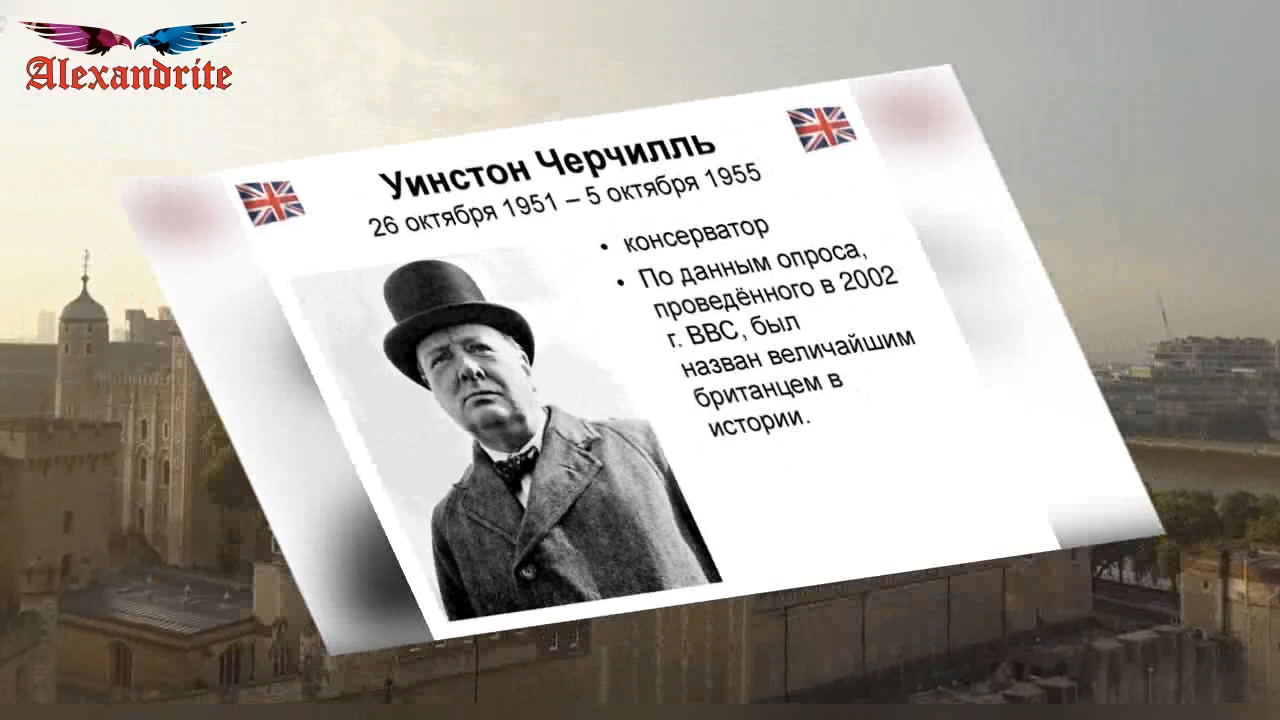 Alexandrite
Уинстон Черчилль
26 октября 1951 – 5 октября 1955
• консерватор
• По данным опроса,
проведённого в 2002
г. BBC, был
назван величайшим
британцем в
истории.